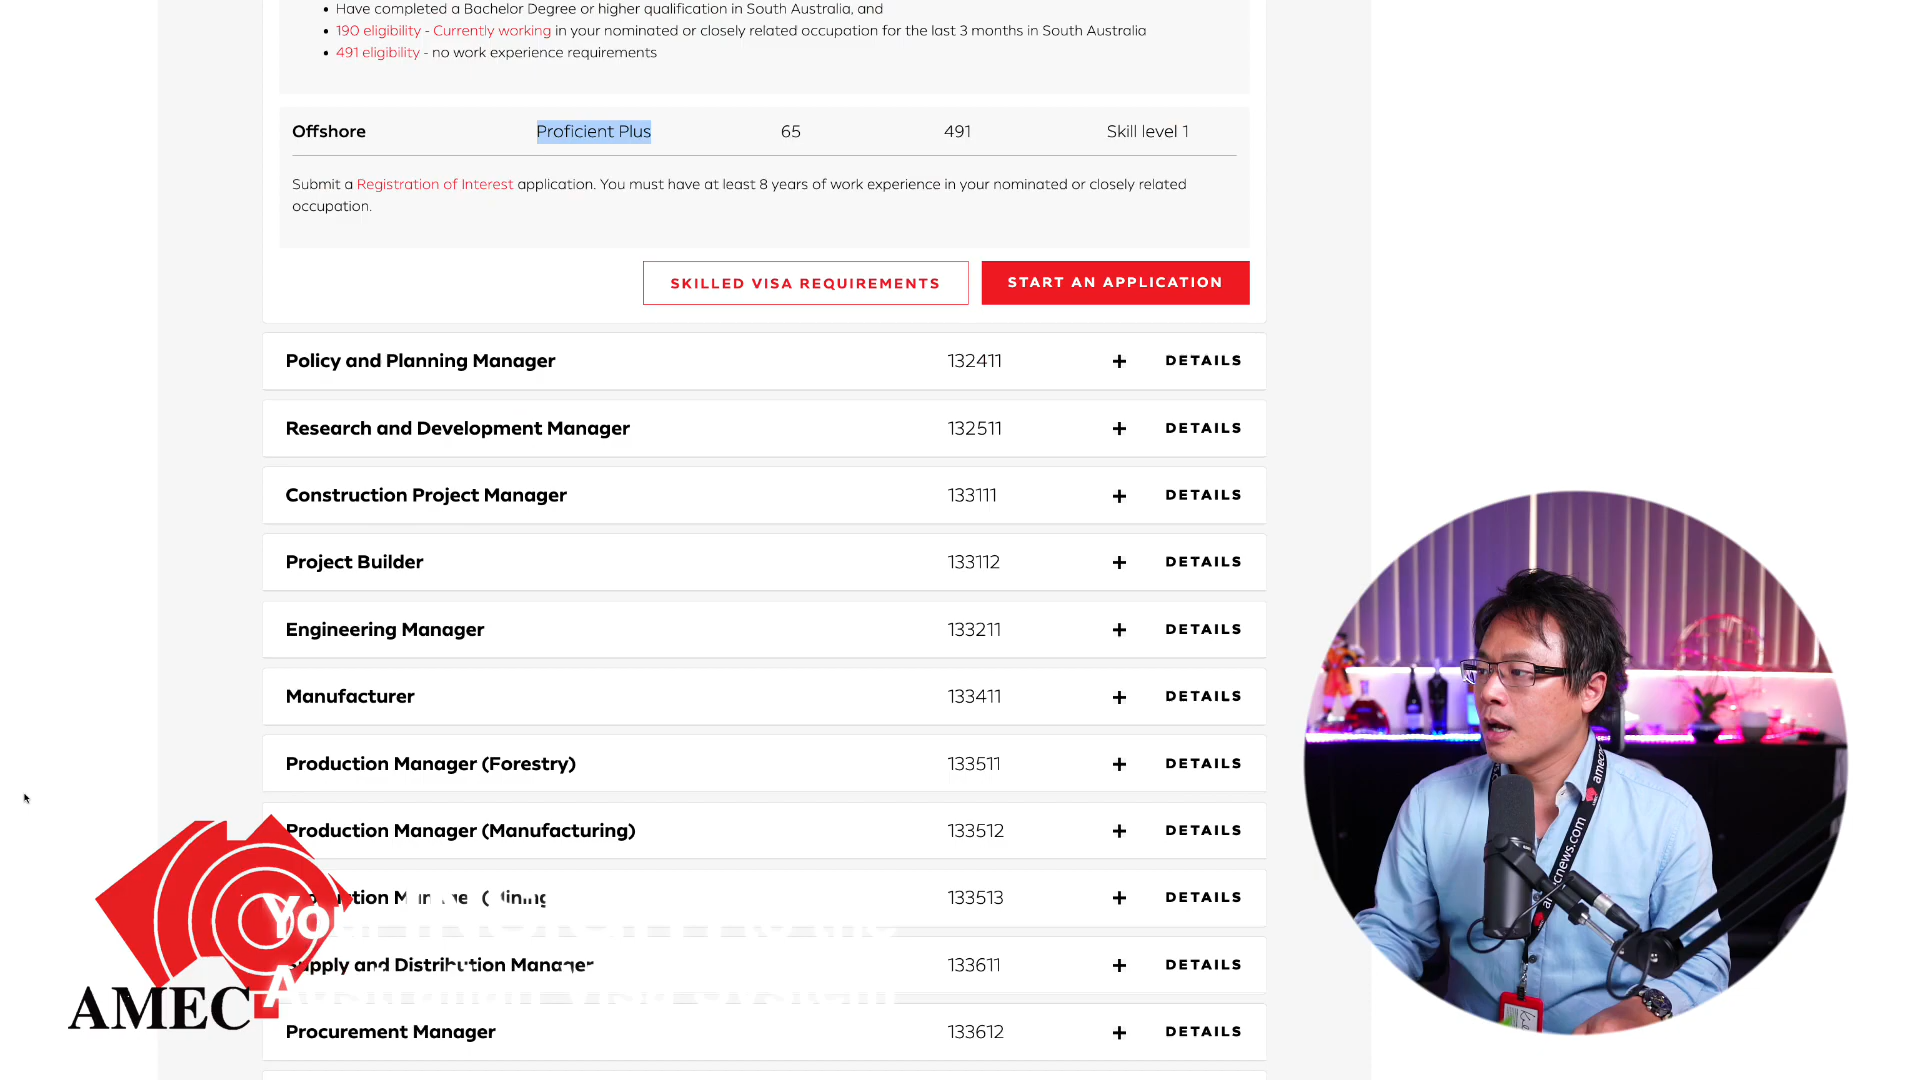 Have completed a Bachelor Degree or higher qualification in South Australia, and
190 eligibility - Currently working in your nominated or closely related occupation for the last 3 months in South Australia
491 eligibility - no work experience requirements
Offshore Proficient Plus 65 491 Skill level 1
Submit a Registration of Interest application. You must have at least 8 years of work experience in your nominated or closely related
occupation.
SKILLED VISA REQUIREMENTS START AN APPLICATION
Policy and Planning Manager 132411 + DETAILS
Research and Development Manager 132511 + DETAILS
Construction Project Manager 133111 + DETAILS
Project Builder 133112 + DETAILS
Engineering Manager 133211 + DETAILS
Manufacturer 133411 + DETAILS
Production Manager (Forestry) 133511 + DETAILS
Production Manager (Manufacturing) 133512 + DETAILS
133513 + DETAILS
Supply and Distribution Manager 133611 + DETAILS
Procurement Manager 133612 + DETAILS
AMEC
amecnews.com